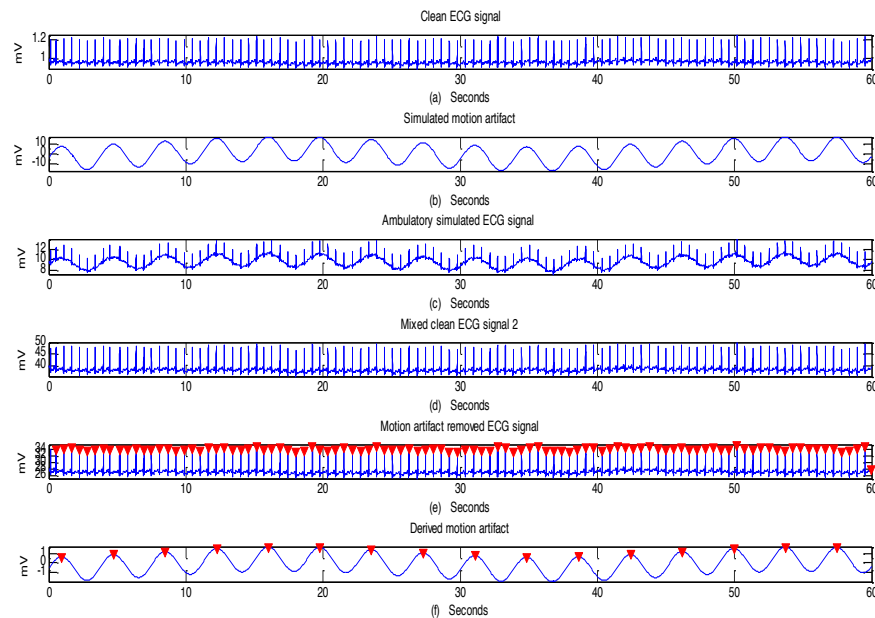 Clean ECG signal
mV
1.2
1
0 10 20 30 40 50 60
(a) Seconds
Simulated motion artifact
mV
10
0
-10
0 10 20 30 40 50 60
(b) Seconds
Ambulatory simulated ECG signal
mV
12
10
8
0 10 20 30 40 50 60
(c) Seconds
Mixed clean ECG signal 2
mV
50
45
40
0 10 20 30 40 50 60
(d) Seconds
Motion artifact removed ECG signal
mV
34
32
30
28
26
0 10 20 30 40 50 60
(e) Seconds
Derived motion artifact
mV
1
0
-1
0 10 20 30 40 50 60
(f) Seconds